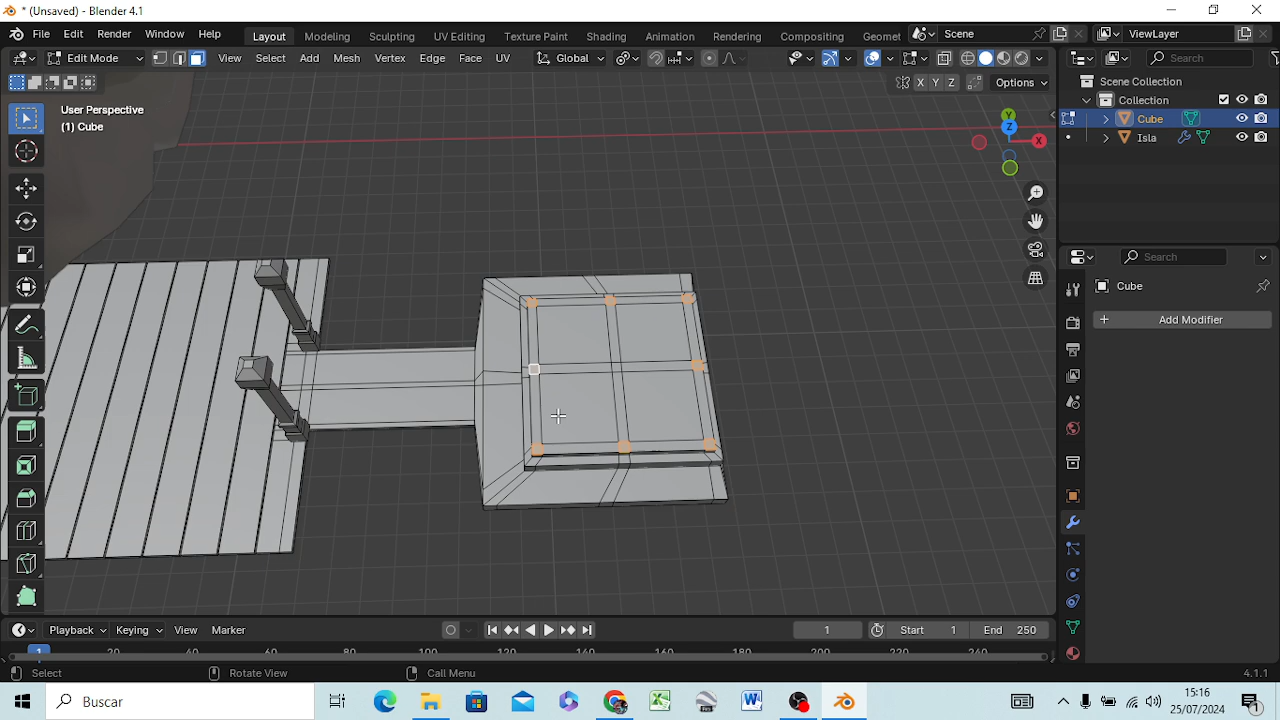 * (Unsaved) - Blender 4.1
File Edit Render Window Help Layout Modeling Sculpting UV Editing Texture Paint Shading Animation Rendering Compositing Geomet Scene ViewLayer
Edit Mode View Select Add Mesh Vertex Edge Face UV Global Search
X Y Z Options Scene Collection
User Perspective Collection
(1) Cube Cube
Isla
Y
Z
X
Search
Cube
Add Modifier
Playback Keying View Marker 1 Start 1 End 250
1 20 40 60 80 100 120 140 160 180 200 220 240
Select Rotate View Call Menu 4.1.1
Buscar
15:16
25/07/2024
1